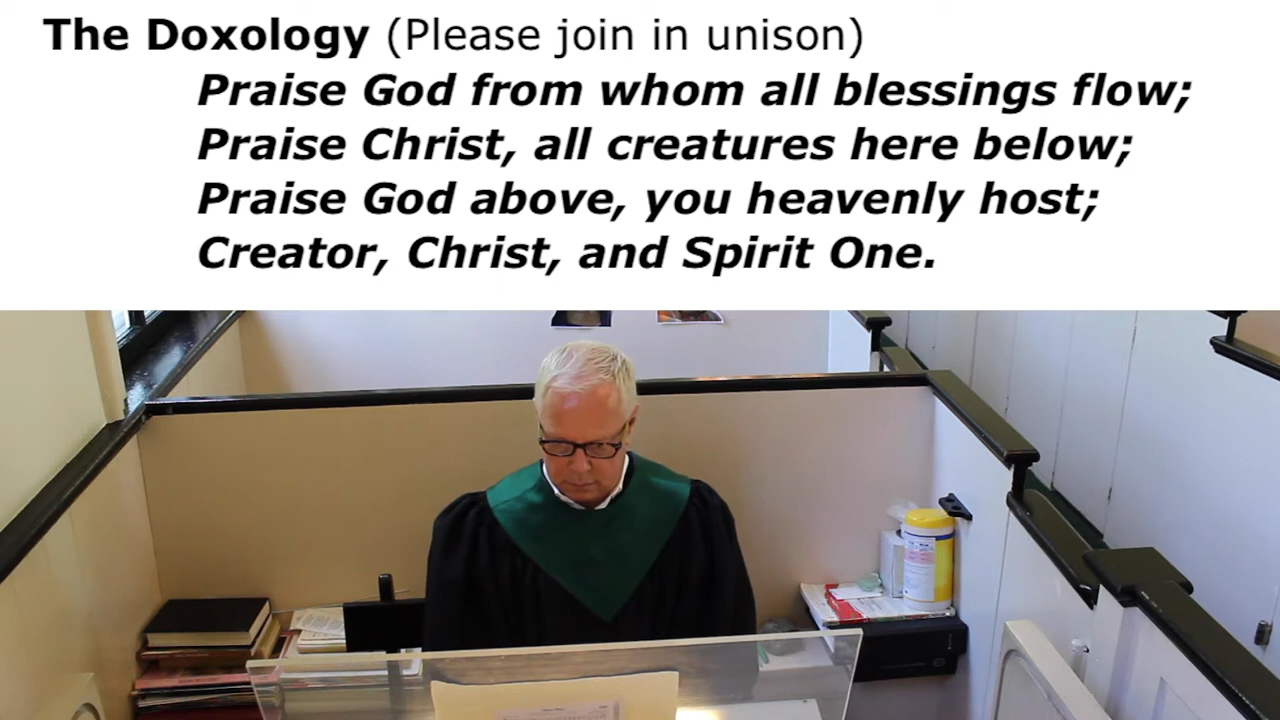 The Doxology (Please join in unison)
Praise God from whom all blessings flow;
Praise Christ, all creatures here below;
Praise God above, you heavenly host;
Creator, Christ, and Spirit One.